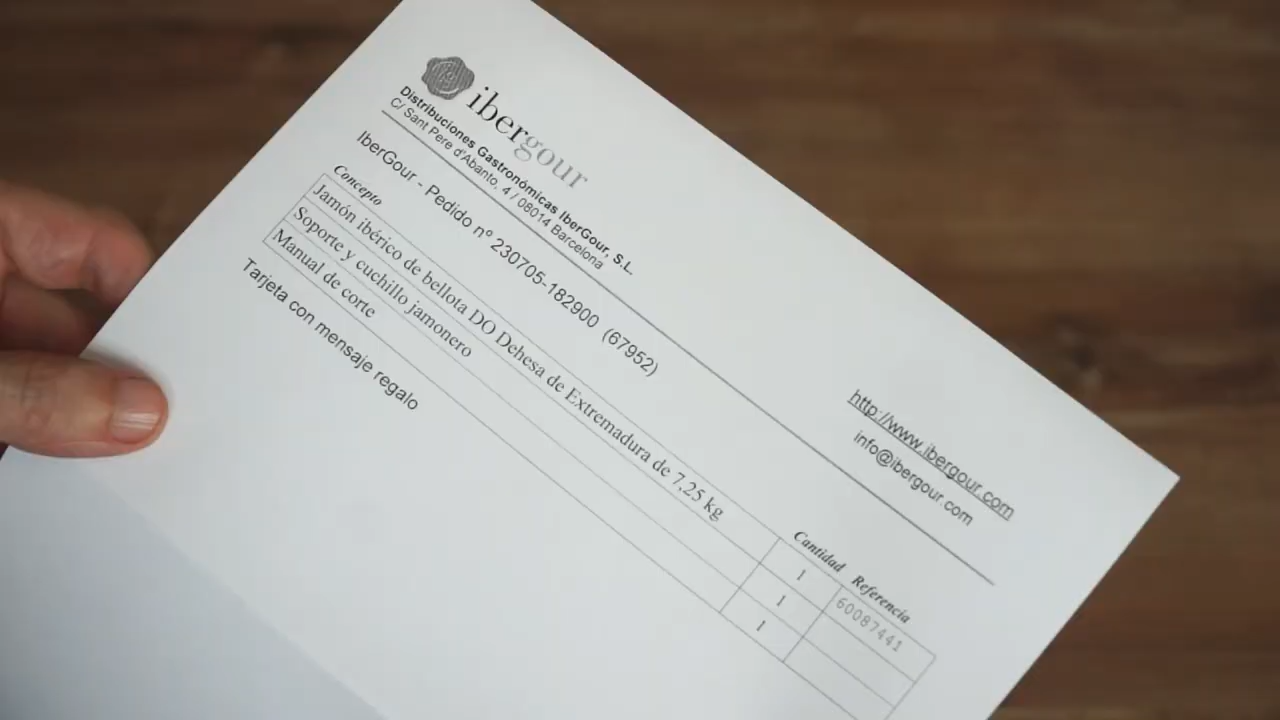 ibergour
Distribuciones Gastronómicas IberGour, S.L.
C/ Sant Pere d'Abanto, 4 / 08014 Barcelona
http://www.ibergour.com
info@ibergour.com
IberGour - Pedido nº 230705-182900 (67952)
Concepto Cantidad Referencia
Jamón ibérico de bellota DO Dehesa de Extremadura de 7,25 kg 1 60087441
Soporte y cuchillo jamonero 1
Manual de corte 1
Tarjeta con mensaje regalo